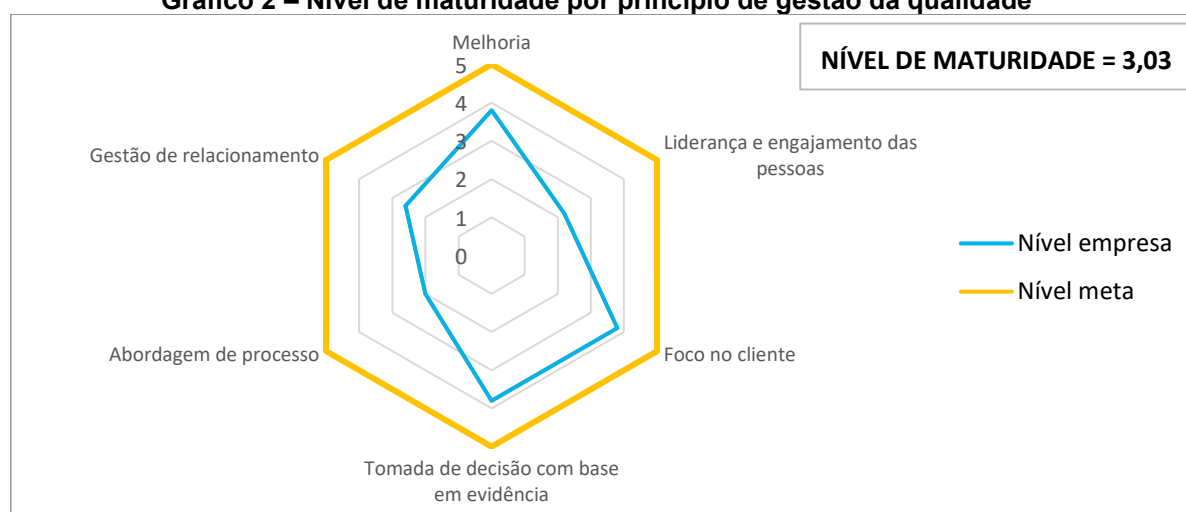 Gráfico 2 – Nível de maturidade por princípio de gestão da qualidade
Melhoria
NÍVEL DE MATURIDADE = 3,03
5
4
3
2
1
0
Gestão de relacionamento
Liderança e engajamento das
pessoas
Nível empresa
Nível meta
Abordagem de processo
Foco no cliente
Tomada de decisão com base
em evidência